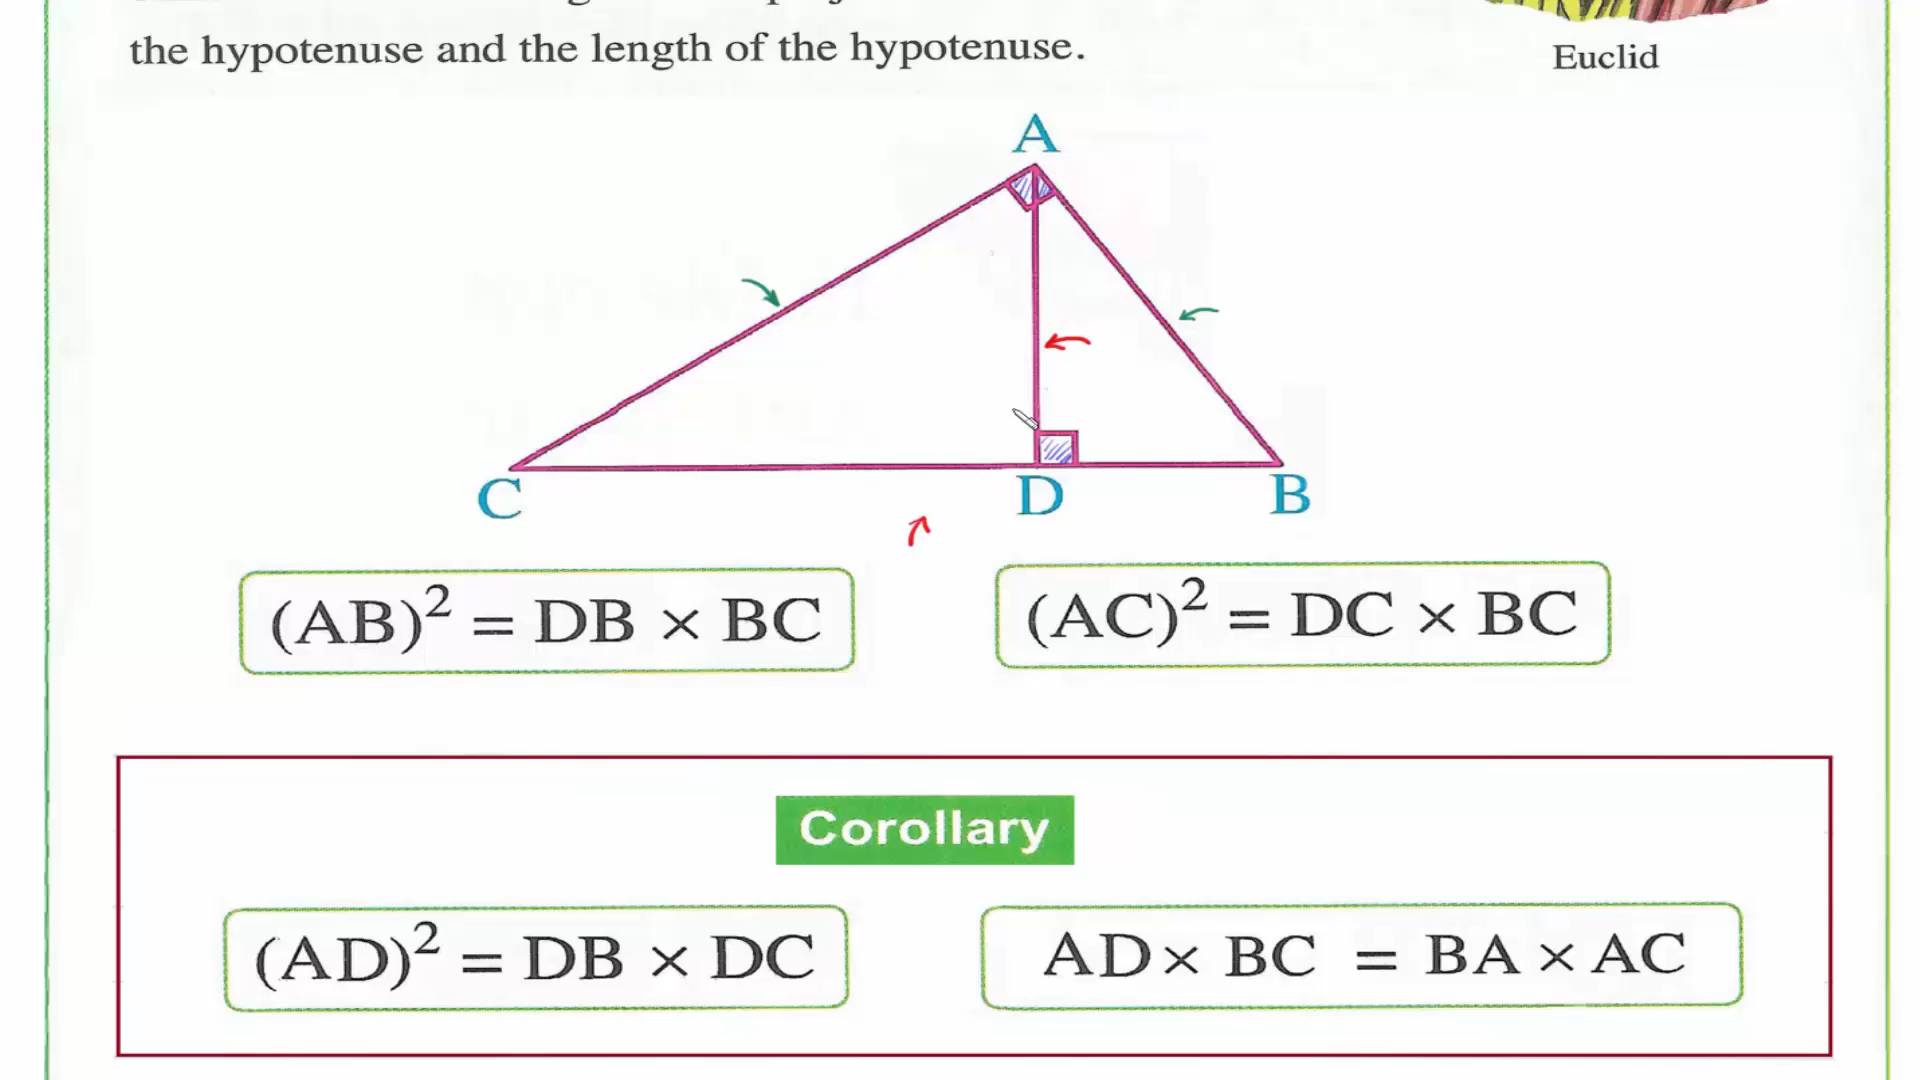 the hypotenuse and the length of the hypotenuse.
Euclid
A
C
D
B
(AB)² = DB × BC
(AC)² = DC × BC
Corollary
(AD)² = DB × DC
AD × BC = BA × AC